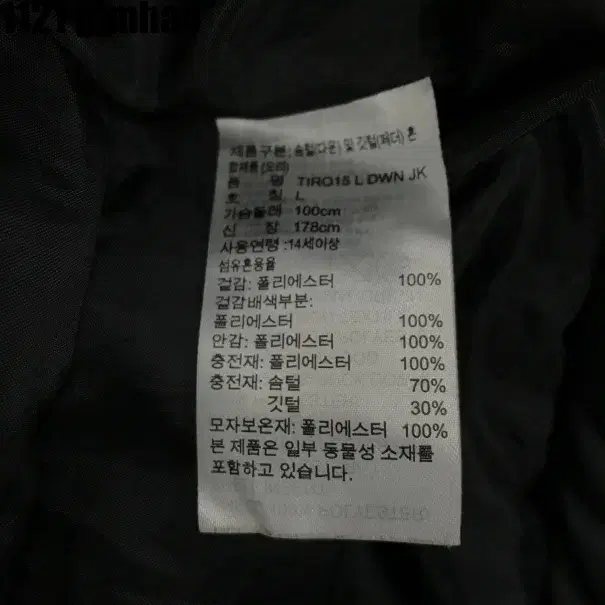 제품구분: 솜털(다운) 및 깃털(페더) 혼
합제품(오리)
품 명 TIRO15 L DWN JK
호 칭 L
가슴둘레 100cm
신 장 178cm
사용연령 :14세이상
섬유혼용율
겉감: 폴리에스터 100%
겉감배색부분:
폴리에스터 100%
안감: 폴리에스터 100%
충전재: 폴리에스터 100%
충전재: 솜털 70%
깃털 30%
모자보온재: 폴리에스터 100%
본 제품은 일부 동물성 소재를
포함하고 있습니다.